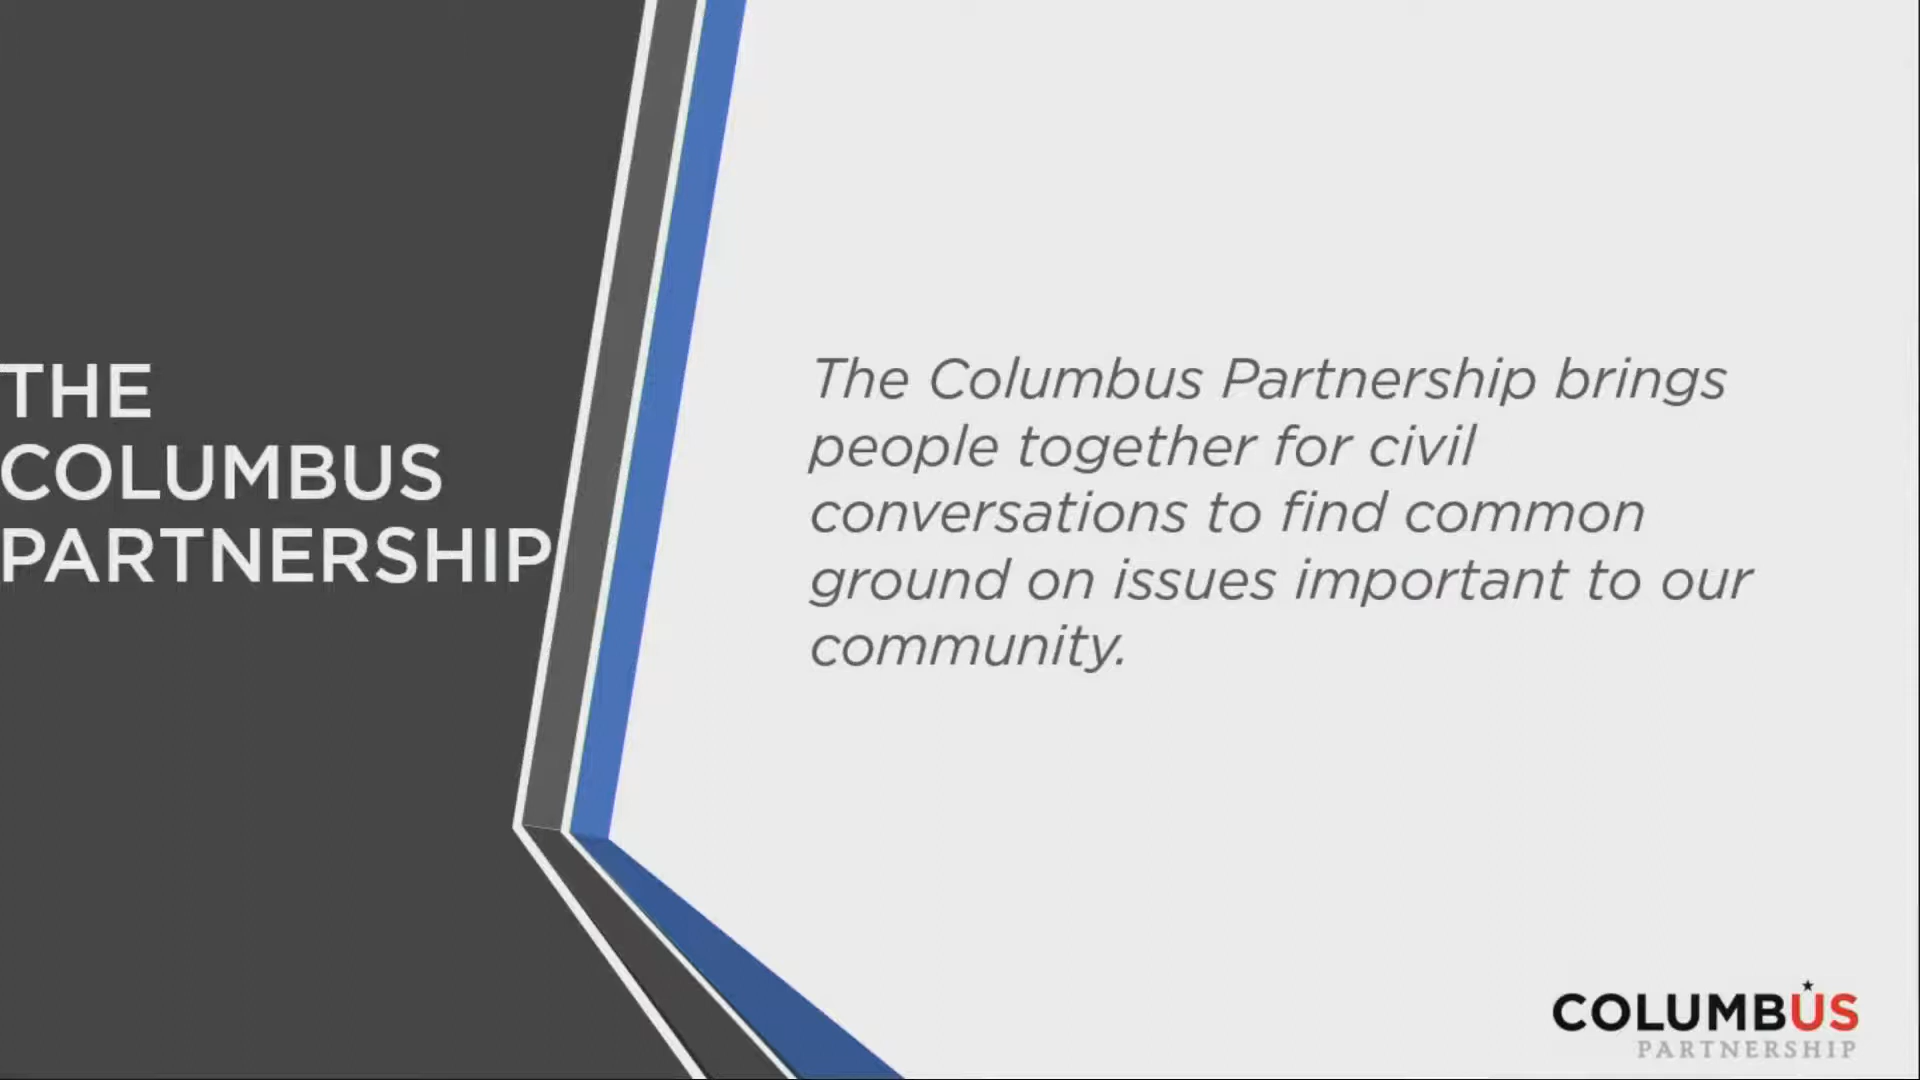 THE
COLUMBUS
PARTNERSHIP
The Columbus Partnership brings
people together for civil
conversations to find common
ground on issues important to our
community.
COLUMBUS
PARTNERSHIP